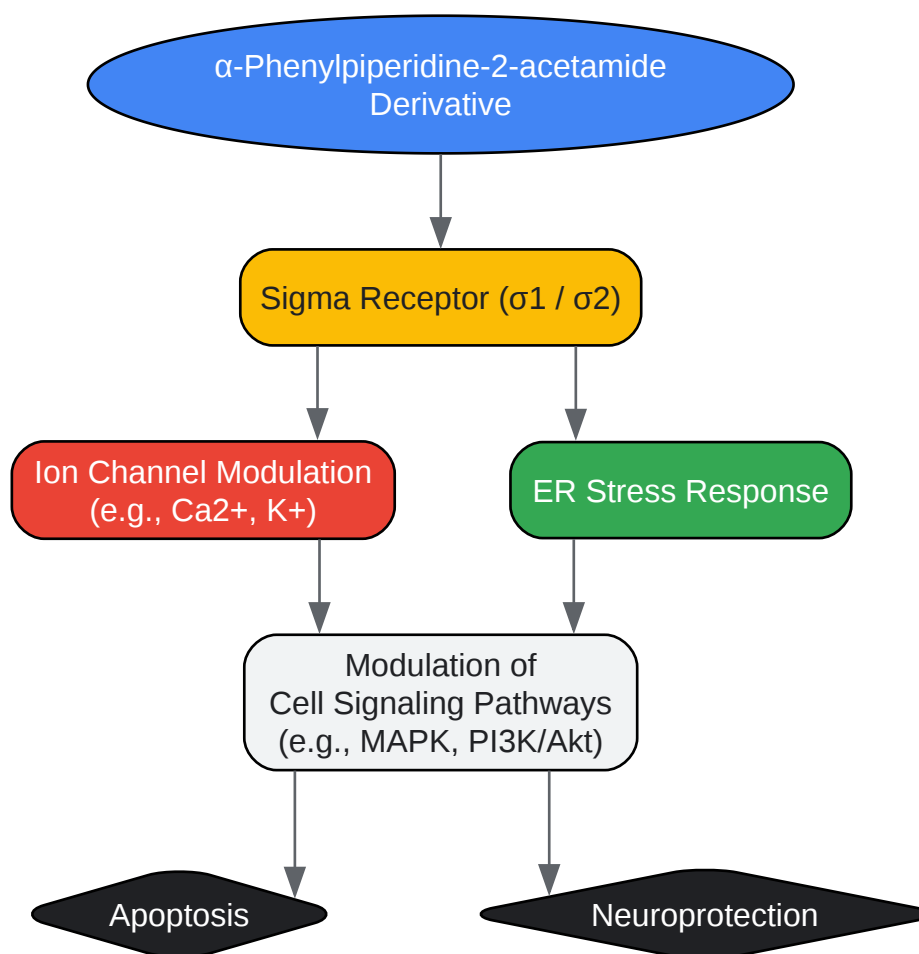 α-Phenylpiperidine-2-acetamide
Derivative
Sigma Receptor (σ1 / σ2)
Ion Channel Modulation
(e.g., Ca2+, K+)
ER Stress Response
Modulation of
Cell Signaling Pathways
(e.g., MAPK, PI3K/Akt)
Apoptosis
Neuroprotection